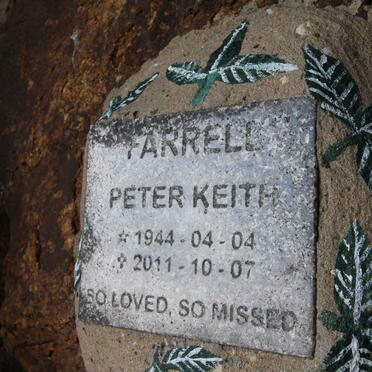 FARRELL
PETER KEITH
☆ 1944 - 04 - 04
✝ 2011 - 10 - 07
SO LOVED, SO MISSED